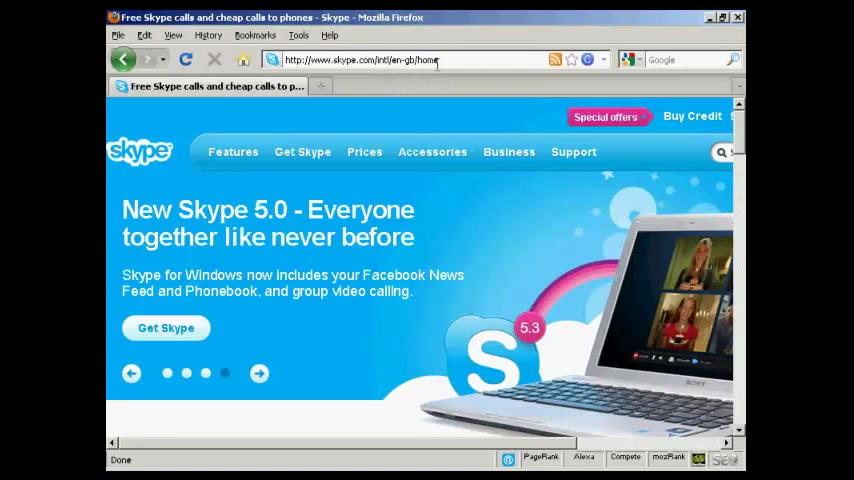 Free Skype calls and cheap calls to phones - Skype - Mozilla Firefox
File Edit View History Bookmarks Tools Help
http://www.skype.com/intl/en-gb/home
Google
Free Skype calls and cheap calls to p...
Special offers Buy Credit
skype
Features Get Skype Prices Accessories Business Support
New Skype 5.0 - Everyone
together like never before
Skype for Windows now includes your Facebook News
Feed and Phonebook, and group video calling.
5.3
Get Skype
S
SONY
Done
PageRank Alexa Compete mozRank
SEO